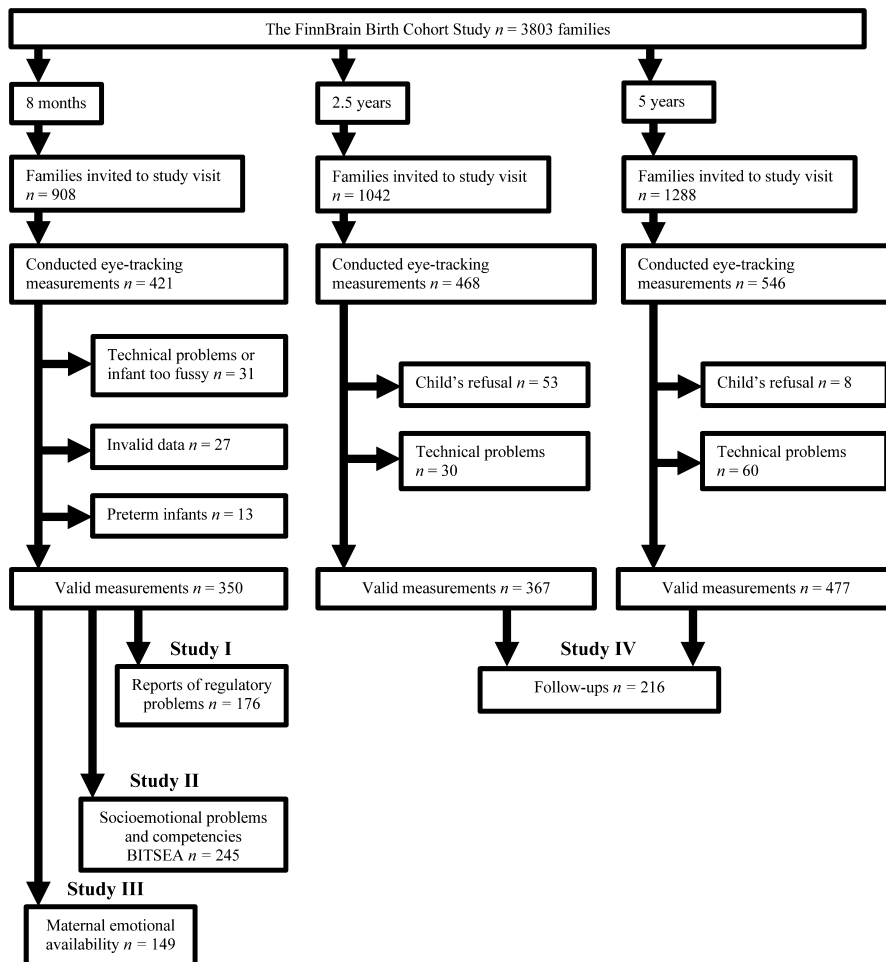 The FinnBrain Birth Cohort Study n = 3803 families
8 months
2.5 years
5 years
Families invited to study visit
n = 908
Families invited to study visit
n = 1042
Families invited to study visit
n = 1288
Conducted eye-tracking
measurements n = 421
Conducted eye-tracking
measurements n = 468
Conducted eye-tracking
measurements n = 546
Technical problems or
infant too fussy n = 31
Child's refusal n = 53
Child's refusal n = 8
Invalid data n = 27
Technical problems
n = 30
Technical problems
n = 60
Preterm infants n = 13
Valid measurements n = 350
Valid measurements n = 367
Valid measurements n = 477
Study I
Reports of regulatory
problems n = 176
Study IV
Follow-ups n = 216
Study II
Socioemotional problems
and competencies
BITSEA n = 245
Study III
Maternal emotional
availability n = 149